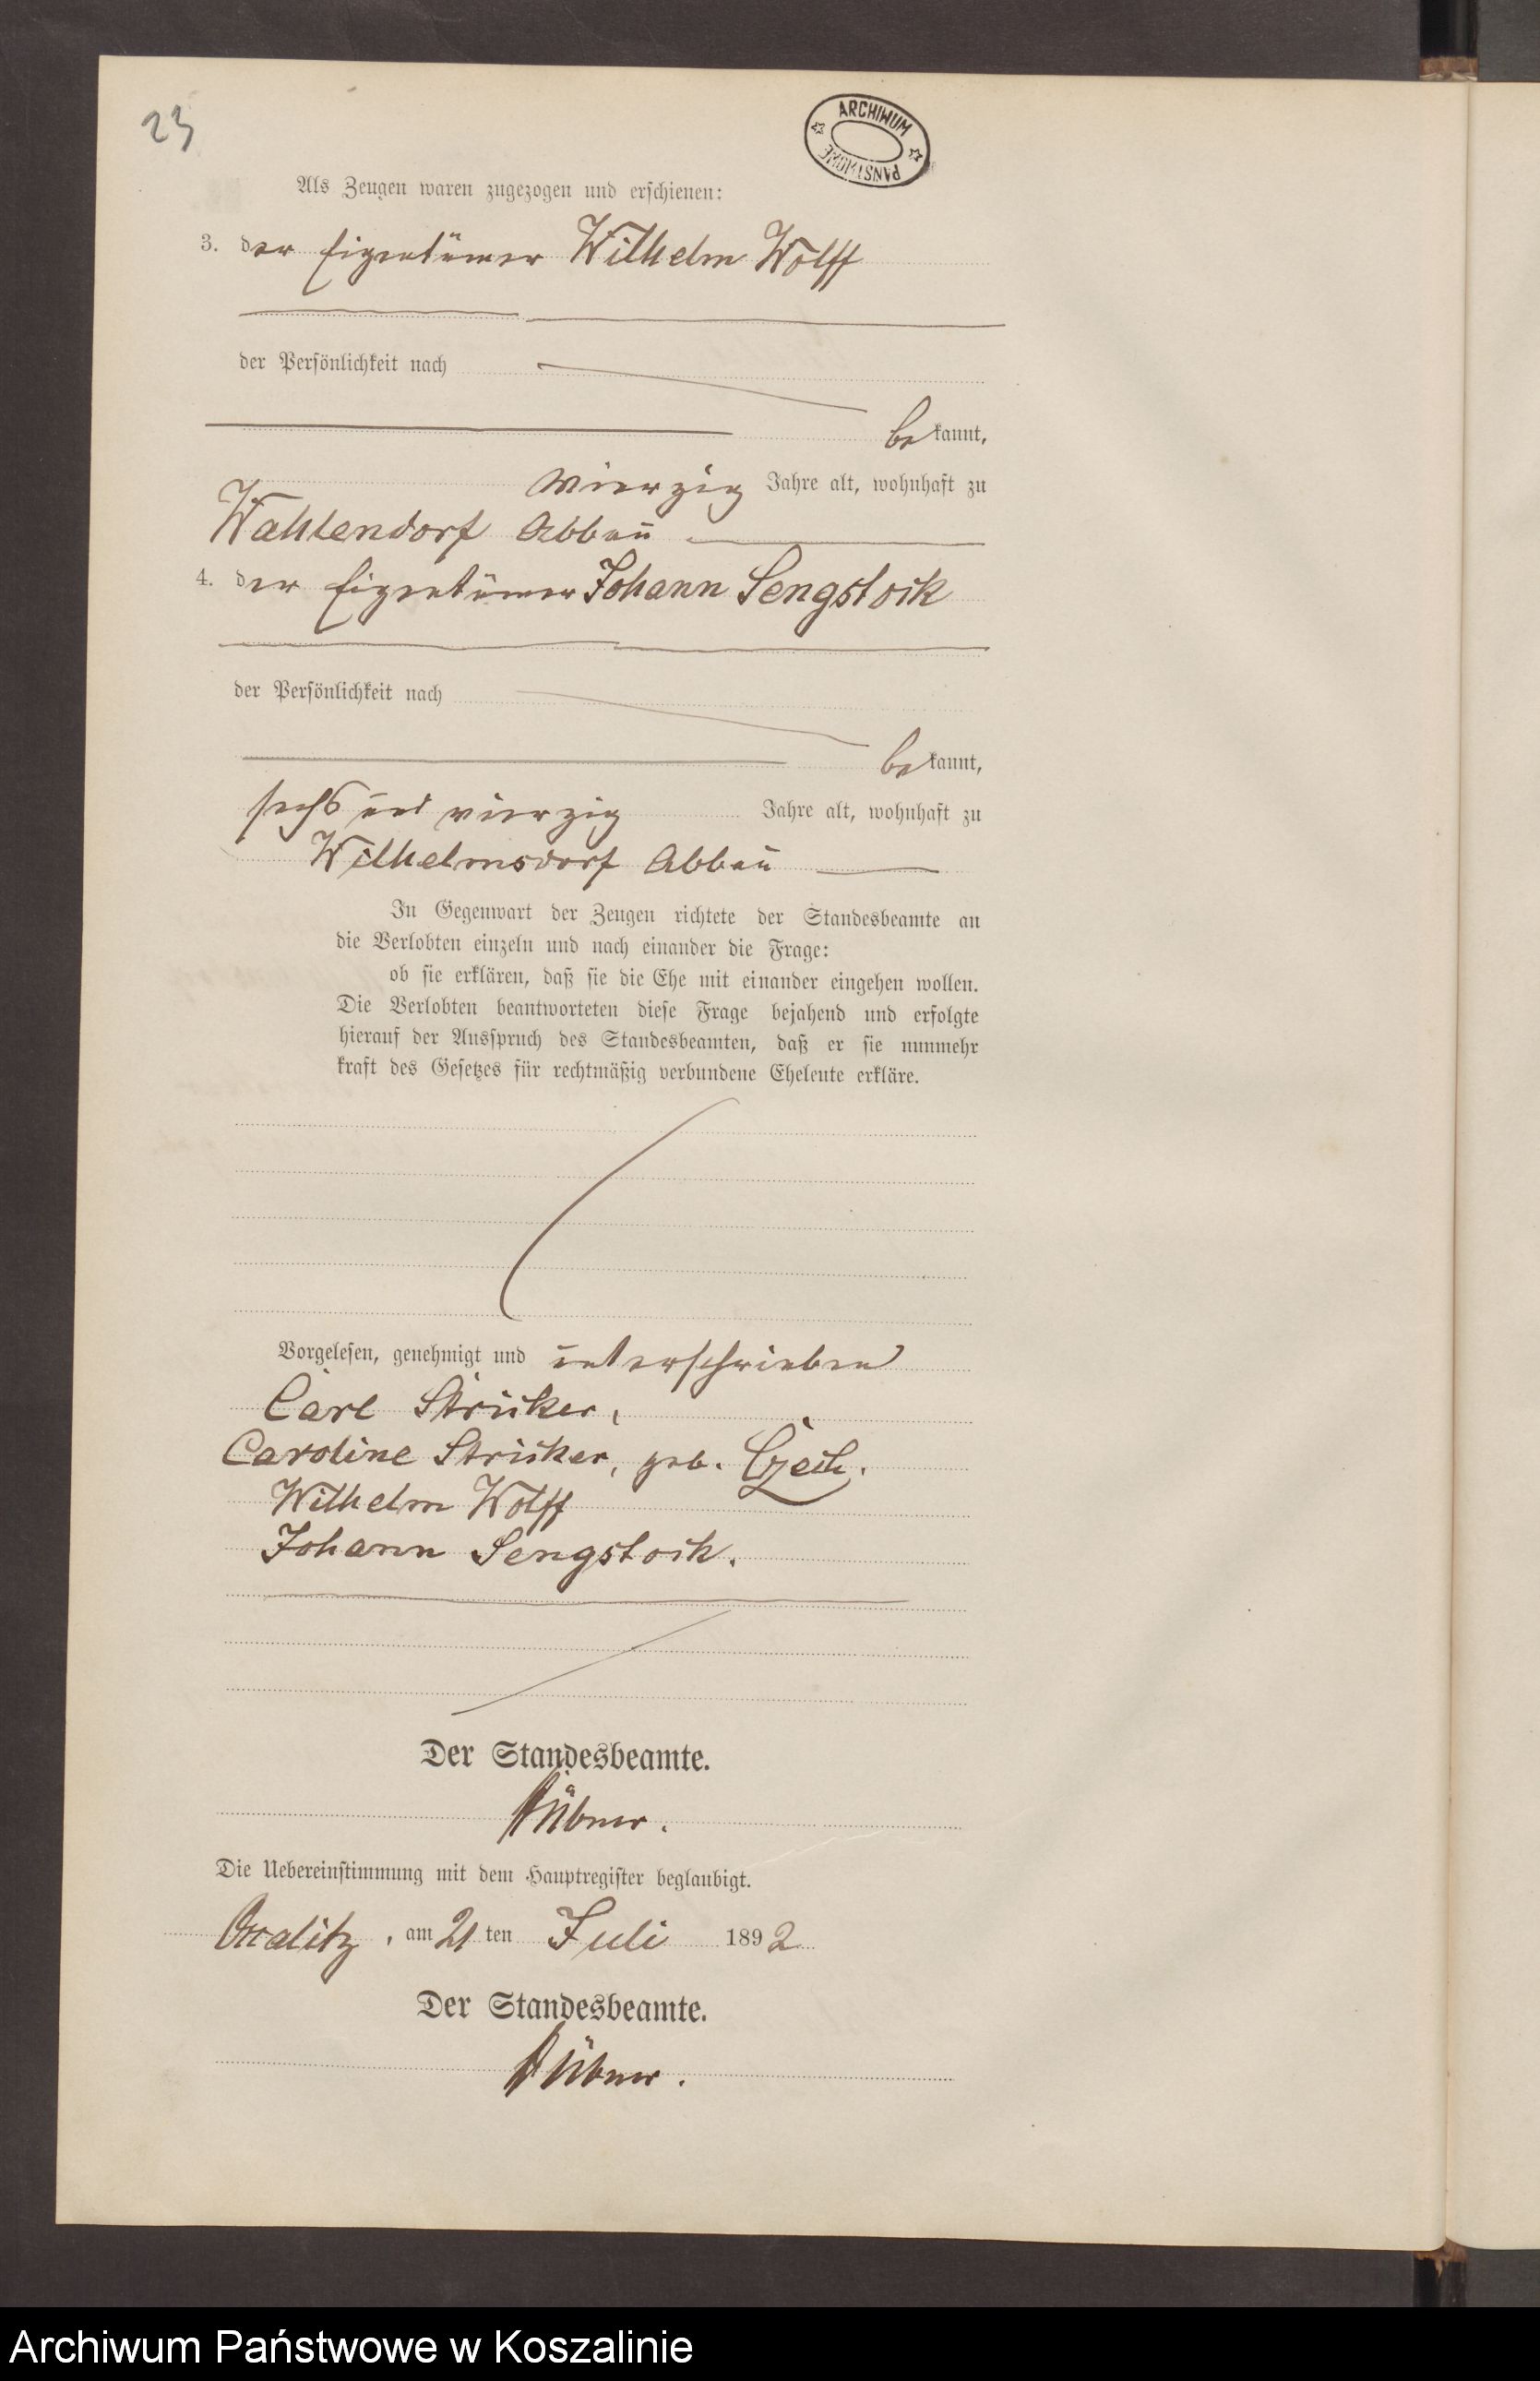 23
ARCHIWUM
PAŃSTWOWE
Als Zeugen waren zugezogen und erschienen:
3. der Eigentümer Wilhelm Wolff
der Persönlichkeit nach
bekannt,
vierzig Jahre alt, wohnhaft zu
Wahlendorf Abbau
4. der Eigentümer Johann Sengstock
der Persönlichkeit nach
bekannt,
sechs und vierzig Jahre alt, wohnhaft zu
Wilhelmsdorf Abbau
In Gegenwart der Zeugen richtete der Standesbeamte an
die Verlobten einzeln und nach einander die Frage:
ob sie erklären, daß sie die Ehe mit einander eingehen wollen.
Die Verlobten beantworteten diese Frage bejahend und erfolgte
hierauf der Ausspruch des Standesbeamten, daß er sie nunmehr
kraft des Gesetzes für rechtmäßig verbundene Eheleute erkläre.
Vorgelesen, genehmigt und unterschrieben
Carl Strüker,
Caroline Strüker, geb. Czech.
Wilhelm Wolff
Johann Sengstock.
Der Standesbeamte.
Hübner.
Die Uebereinstimmung mit dem Hauptregister beglaubigt.
am 21 ten Juli 1892
Der Standesbeamte.
Hübner.
Archiwum Państwowe w Koszalinie